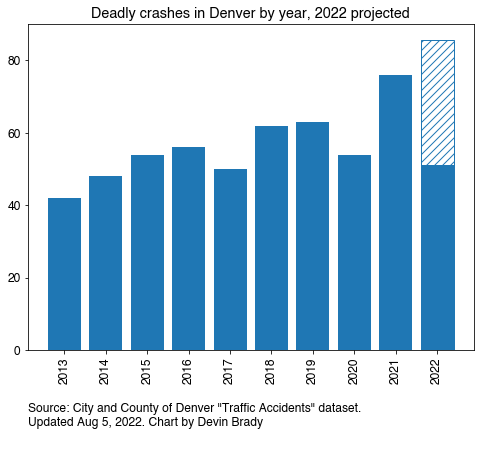 Deadly crashes in Denver by year, 2022 projected
80
60
40
20
0
2013 2014 2015 2016 2017 2018 2019 2020 2021 2022
Source: City and County of Denver "Traffic Accidents" dataset.
Updated Aug 5, 2022. Chart by Devin Brady